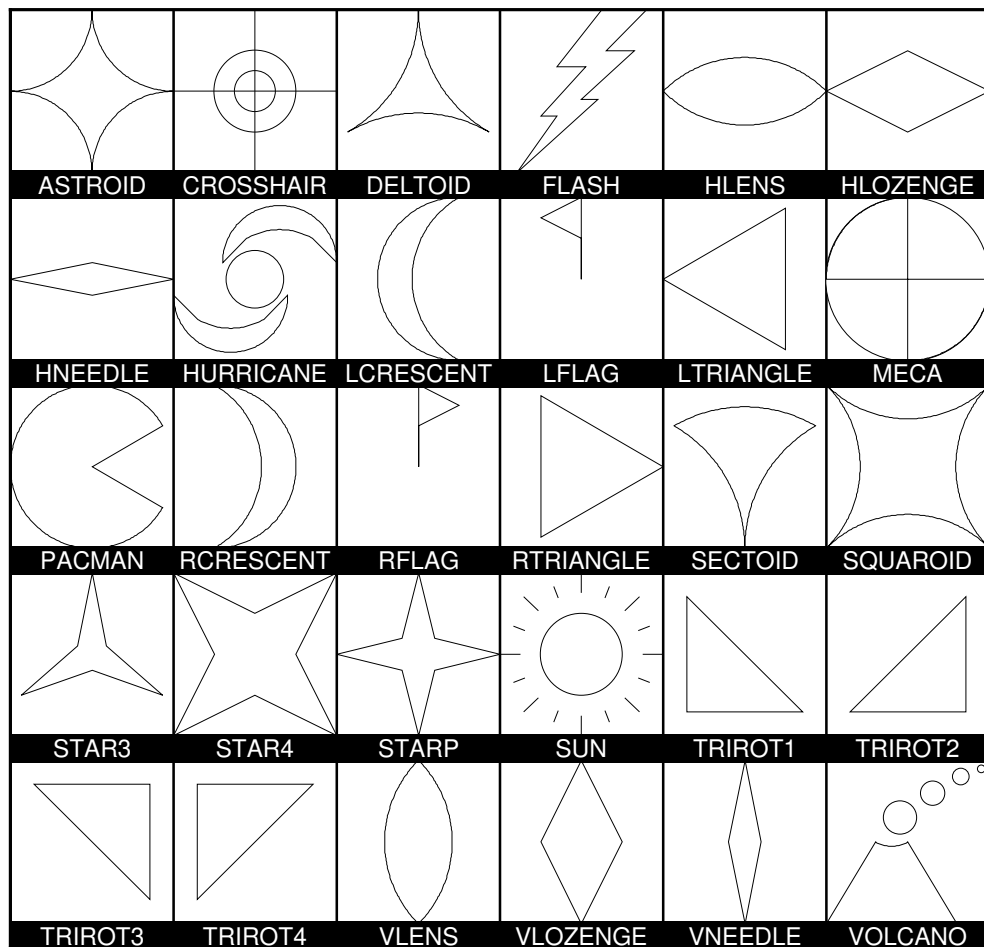 ASTROID CROSSHAIR DELTOID FLASH HLENS HLOZENGE
HNEEDLE HURRICANE LCRESCENT LFLAG LTRIANGLE MECA
PACMAN RCRESCENT RFLAG RTRIANGLE SECTOID SQUAROID
STAR3 STAR4 STARP SUN TRIROT1 TRIROT2
TRIROT3 TRIROT4 VLENS VLOZENGE VNEEDLE VOLCANO